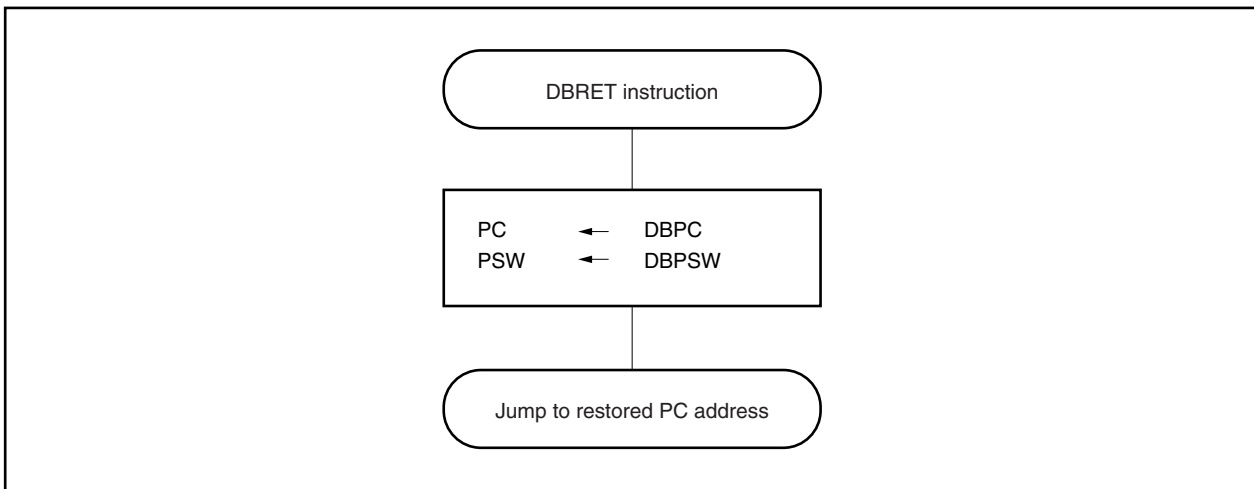 DBRET instruction
PC ← DBPC
PSW ← DBPSW
Jump to restored PC address